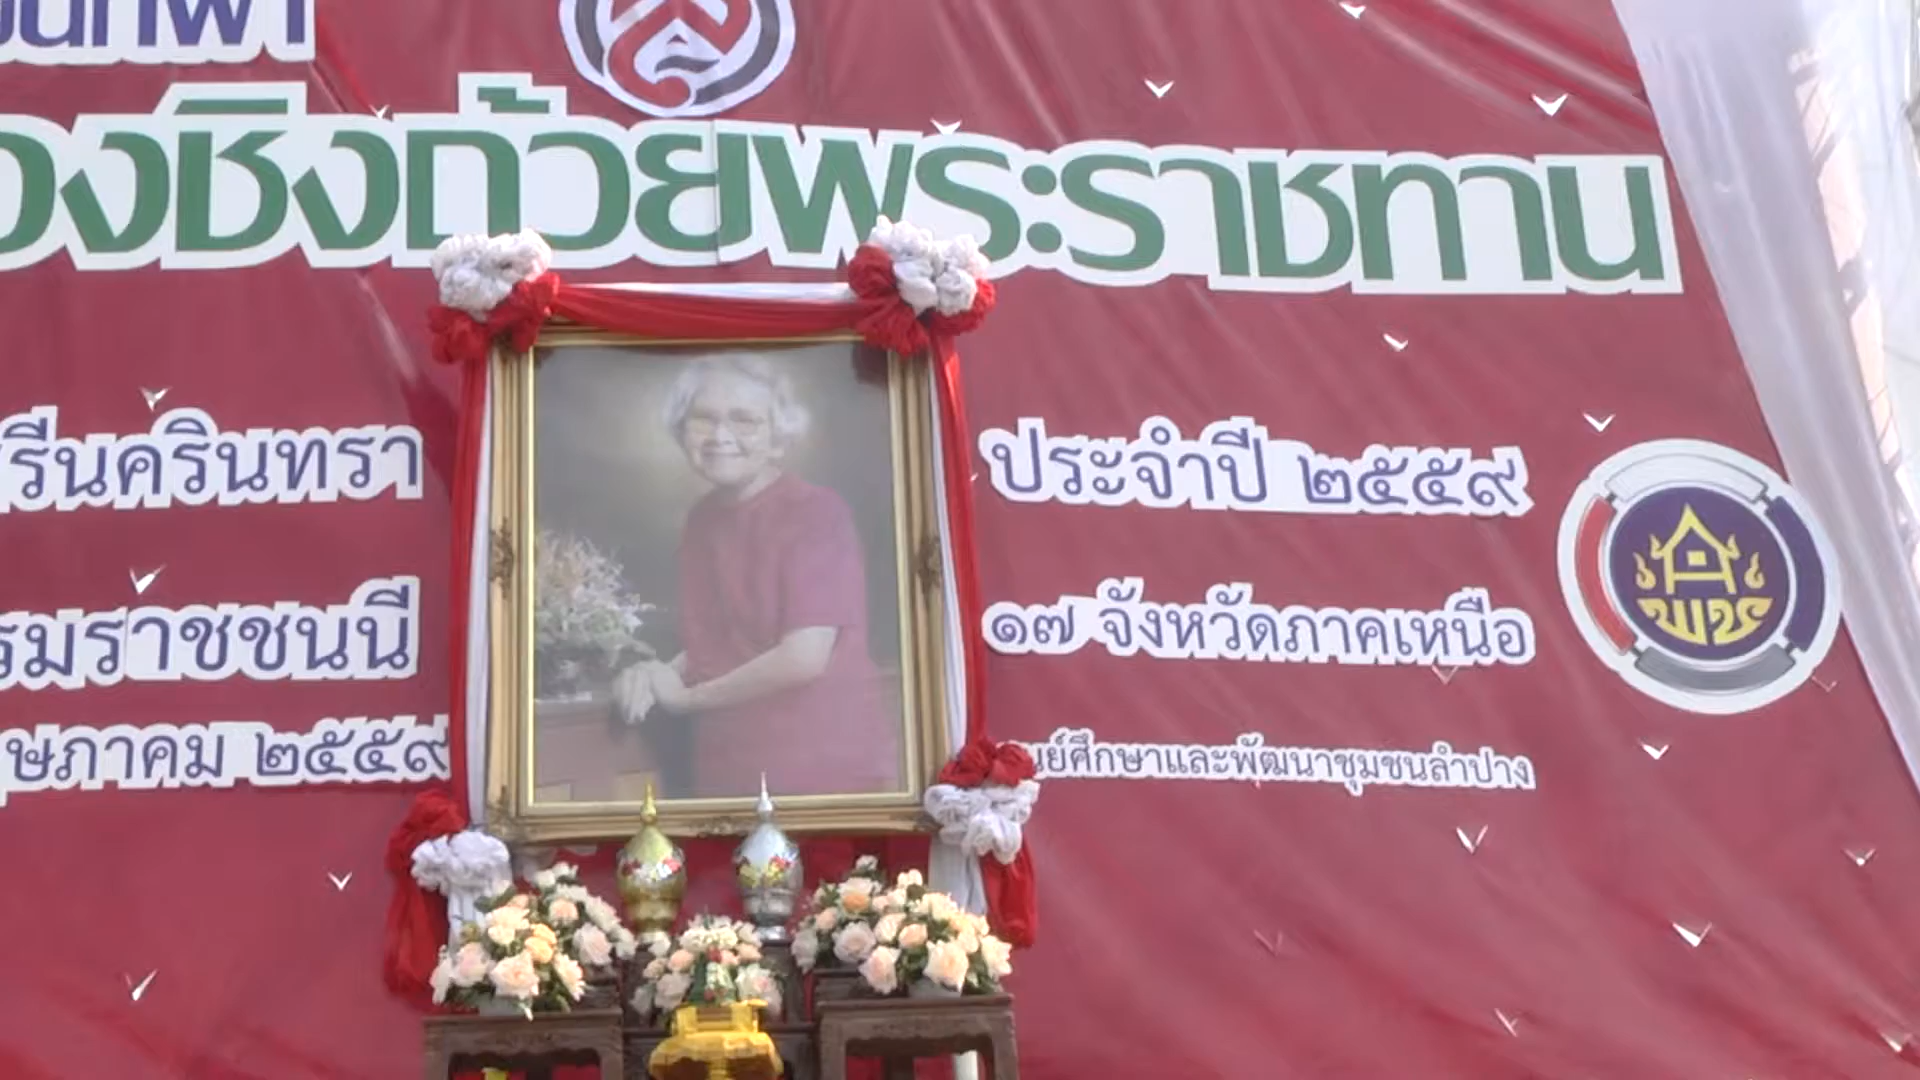 องชิงถ้วยพระราชทาน
รีนครินทรา ประจำปี ๒๕๕๙
รมราชชนนี ๑๗ จังหวัดภาคเหนือ
ษภาคม ๒๕๕๙ นย์ศึกษาและพัฒนาชุมชนลำปาง
พช